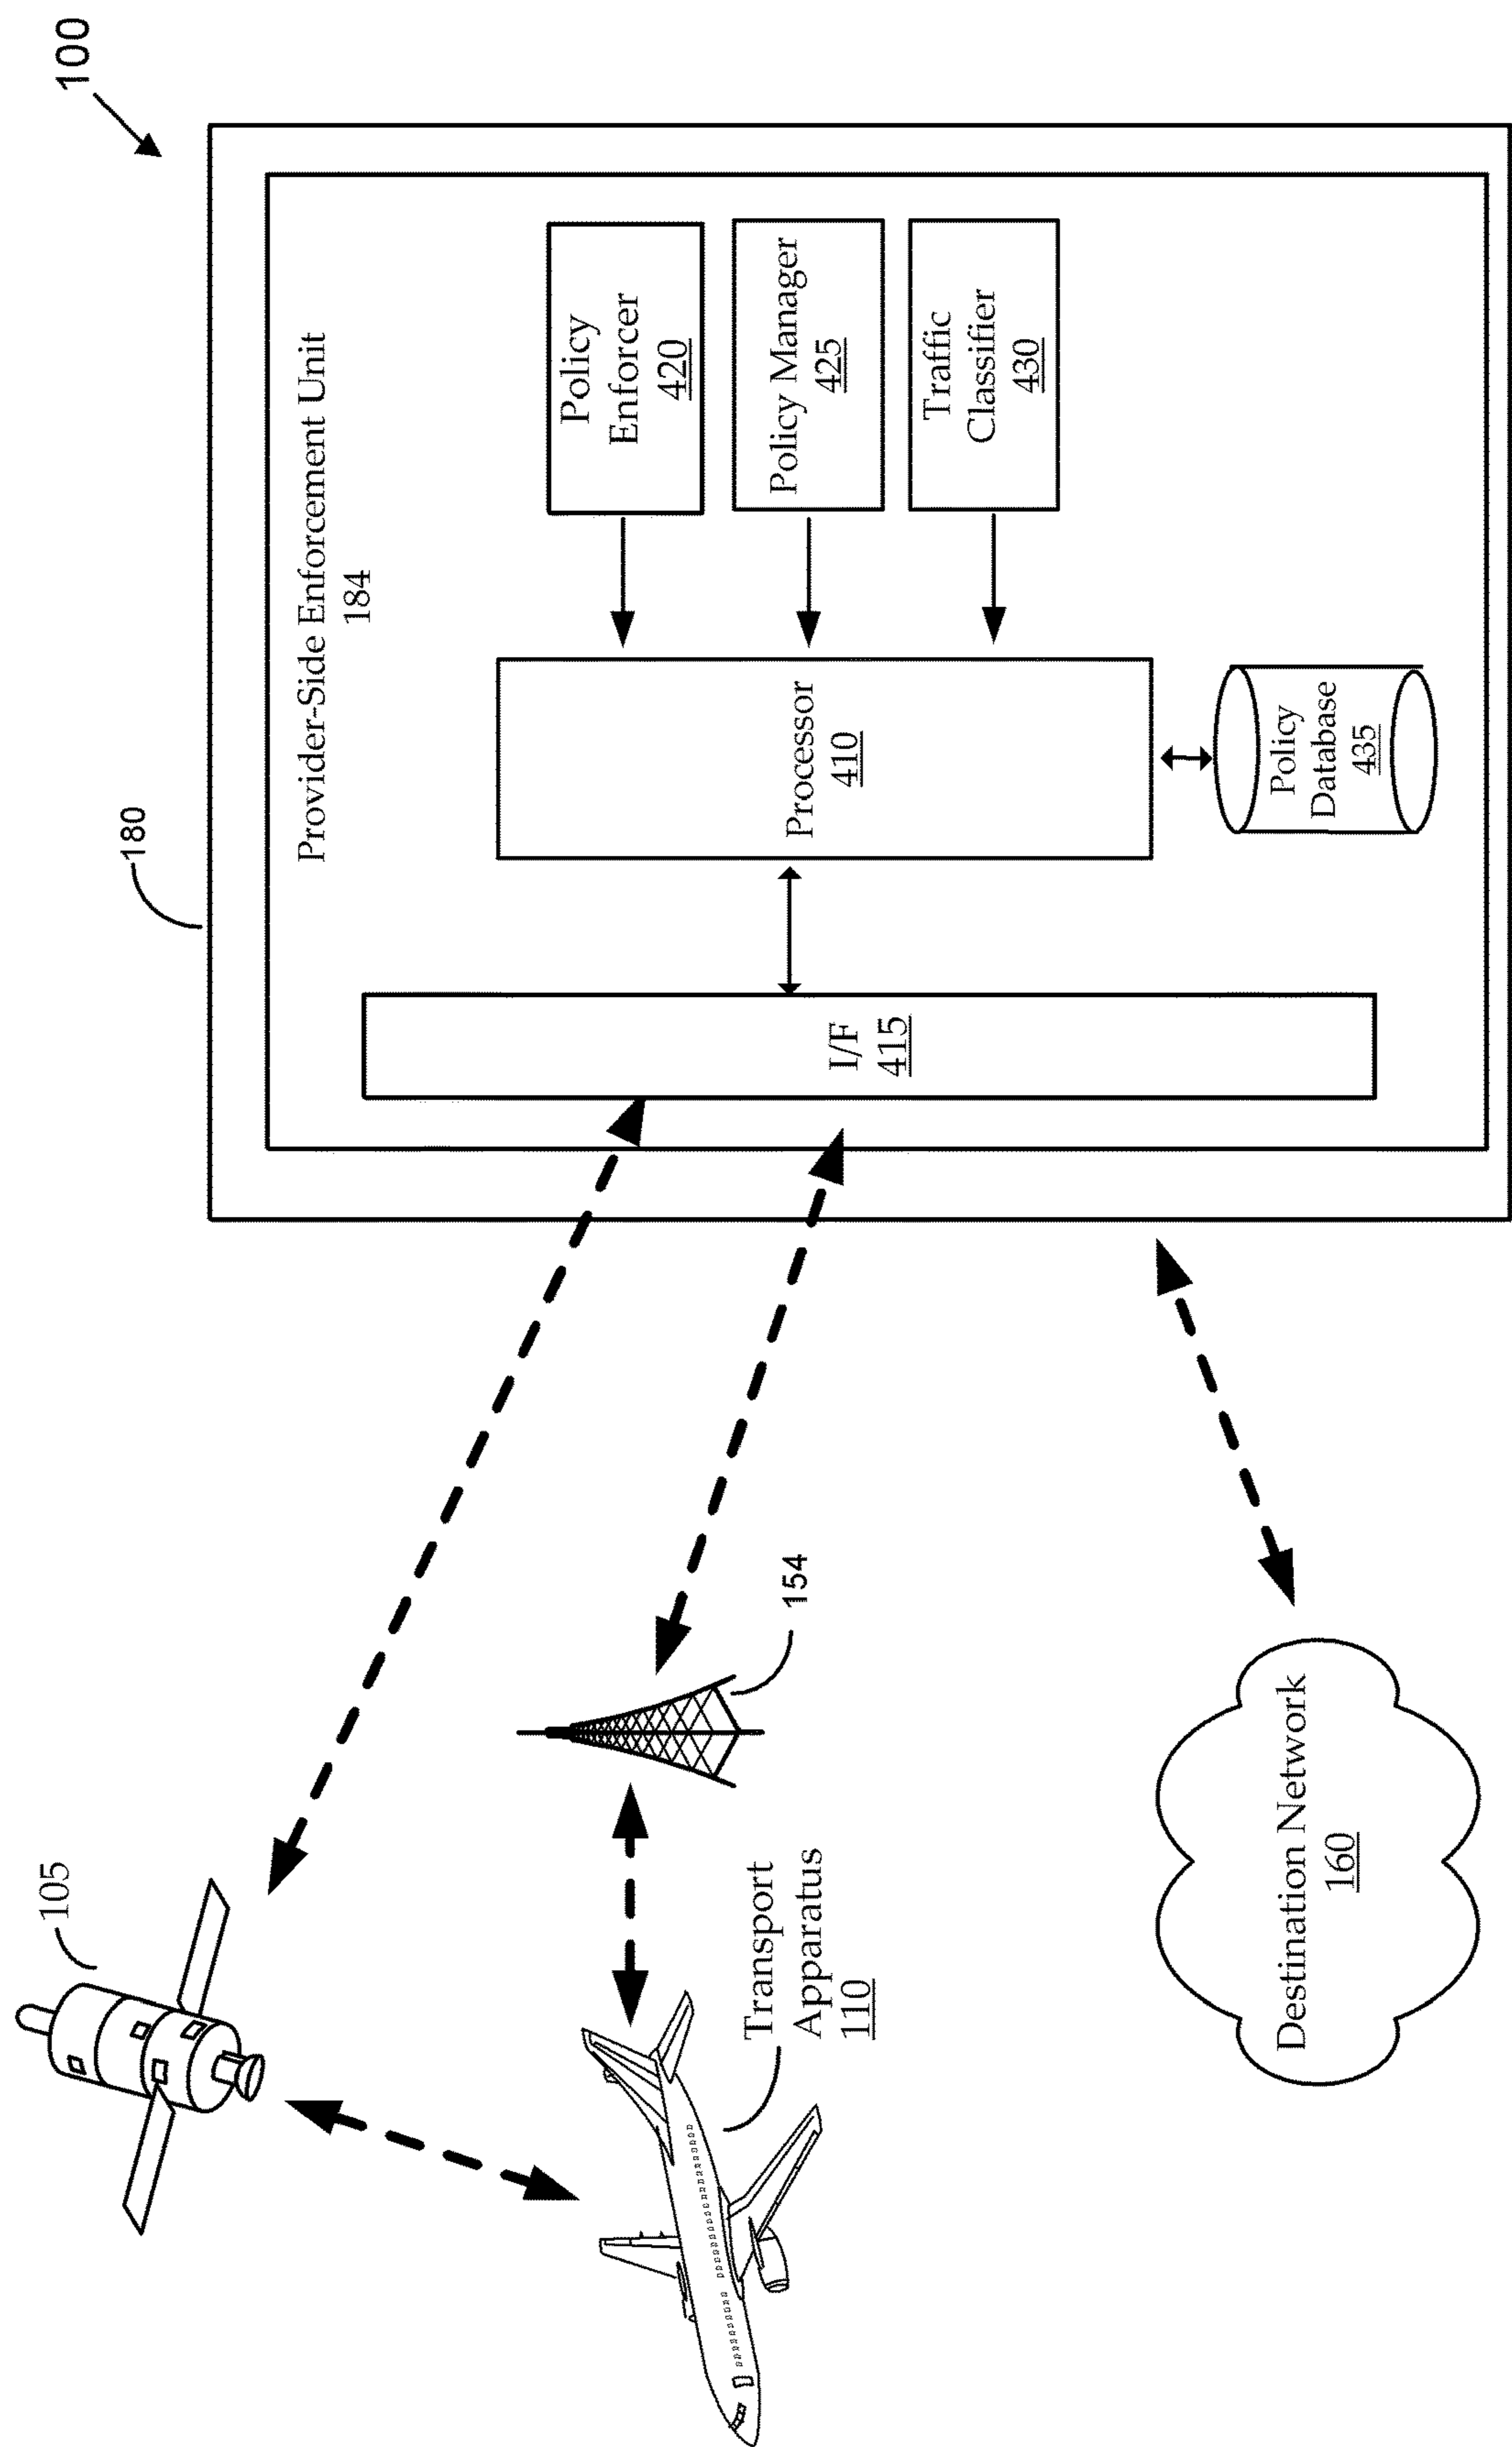 100
180
Provider-Side Enforcement Unit
184
Policy
Enforcer
420
Policy Manager
425
Traffic
Classifier
430
Processor
410
I/F
415
Policy
Database
435
105
154
Transport
Apparatus
110
Destination Network
160